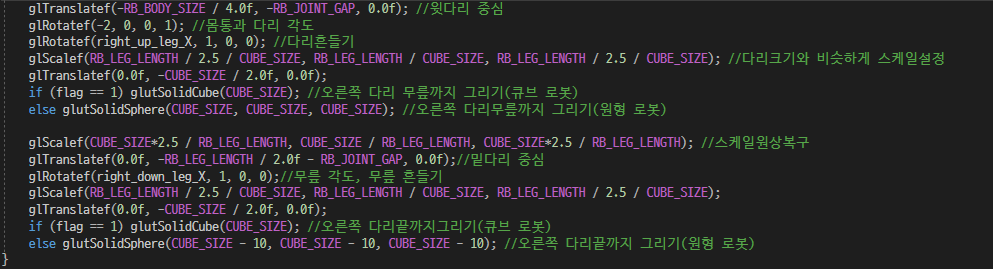 glTranslatef(-RB_BODY_SIZE / 4.0f, -RB_JOINT_GAP, 0.0f); //윗다리 중심
glRotatef(-2, 0, 0, 1); //몸통과 다리 각도
glRotatef(right_up_leg_X, 1, 0, 0); //다리흔들기
glScalef(RB_LEG_LENGTH / 2.5 / CUBE_SIZE, RB_LEG_LENGTH / CUBE_SIZE, RB_LEG_LENGTH / 2.5 / CUBE_SIZE); //다리크기와 비슷하게 스케일설정
glTranslatef(0.0f, -CUBE_SIZE / 2.0f, 0.0f);
if (flag == 1) glutSolidCube(CUBE_SIZE); //오른쪽 다리 무릎까지 그리기(큐브 로봇)
else glutSolidSphere(CUBE_SIZE, CUBE_SIZE, CUBE_SIZE); //오른쪽 다리무릎까지 그리기(원형 로봇)
glScalef(CUBE_SIZE*2.5 / RB_LEG_LENGTH, CUBE_SIZE / RB_LEG_LENGTH, CUBE_SIZE*2.5 / RB_LEG_LENGTH); //스케일원상복구
glTranslatef(0.0f, -RB_LEG_LENGTH / 2.0f - RB_JOINT_GAP, 0.0f);//밑다리 중심
glRotatef(right_down_leg_X, 1, 0, 0);//무릎 각도, 무릎 흔들기
glScalef(RB_LEG_LENGTH / 2.5 / CUBE_SIZE, RB_LEG_LENGTH / CUBE_SIZE, RB_LEG_LENGTH / 2.5 / CUBE_SIZE);
glTranslatef(0.0f, -CUBE_SIZE / 2.0f, 0.0f);
if (flag == 1) glutSolidCube(CUBE_SIZE); //오른쪽 다리끝까지그리기(큐브 로봇)
else glutSolidSphere(CUBE_SIZE - 10, CUBE_SIZE - 10, CUBE_SIZE - 10); //오른쪽 다리끝까지 그리기(원형 로봇)
}